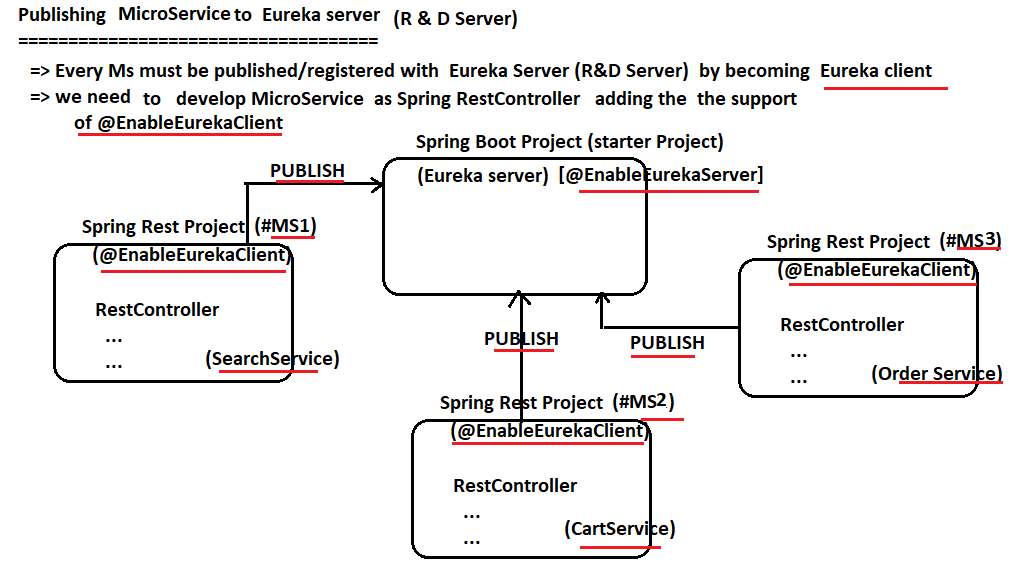 Publishing MicroService to Eureka server (R & D Server)
====================================
=> Every Ms must be published/registered with Eureka Server (R&D Server) by becoming Eureka client
=> we need to develop MicroService as Spring RestController adding the the support
of @EnableEurekaClient
Spring Boot Project (starter Project)
(Eureka server) [@EnableEurekaServer]
PUBLISH
Spring Rest Project (#MS1)
(@EnableEurekaClient)
RestController
...
...
(SearchService)
Spring Rest Project (#MS3)
(@EnableEurekaClient)
RestController
...
...
(Order Service)
PUBLISH
PUBLISH
Spring Rest Project (#MS2)
(@EnableEurekaClient)
RestController
...
...
(CartService)